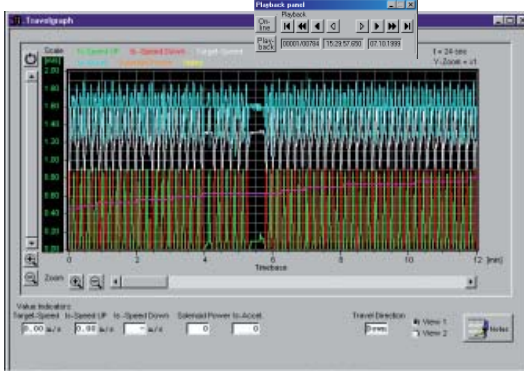 Playback panel
Travelgraph
On-line
Playback
Play-back
00001/00784
15:29:57.650
07.10.1999
Scale
Is-Speed UP
Is-Speed Down
Target-Speed
t = 24 sec
Y-Zoom = x1
2.00
1.80
1.60
1.40
1.20
1.00
0.80
0.60
0.40
0.20
0.00
0 2 4 6 8 10 12 [min]
Timebase
Zoom
Value Indicators
Target-Speed Is-Speed UP Is-Speed Down Solenoid Power Is-Accel.
0.00 m/s 0.00 m/s - m/s 0 0
Travel Direction
Down
View 1
View 2
Notes